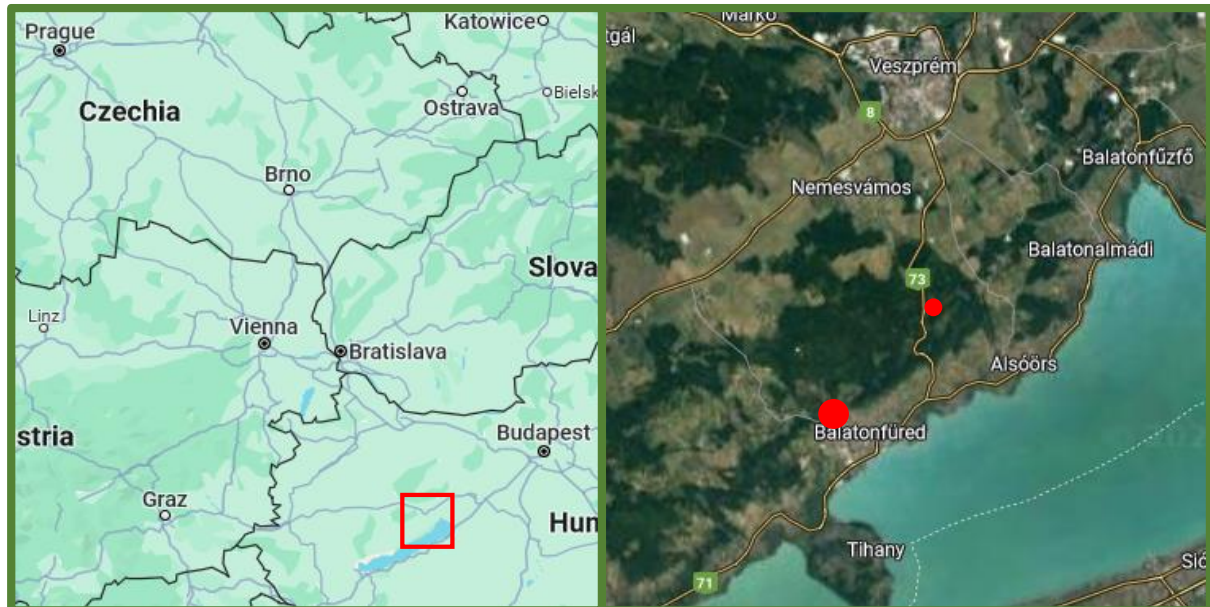 Prague
Katowice
Czechia
Ostrava
Bielsk
Brno
Slova
Linz
Vienna
Bratislava
stria
Budapest
Graz
Hun
Márkó
tgál
Veszprém
8
Balatonfűzfő
Nemesvámos
Balatonalmádi
73
Alsóörs
Balatonfüred
Tihany
Sió
71